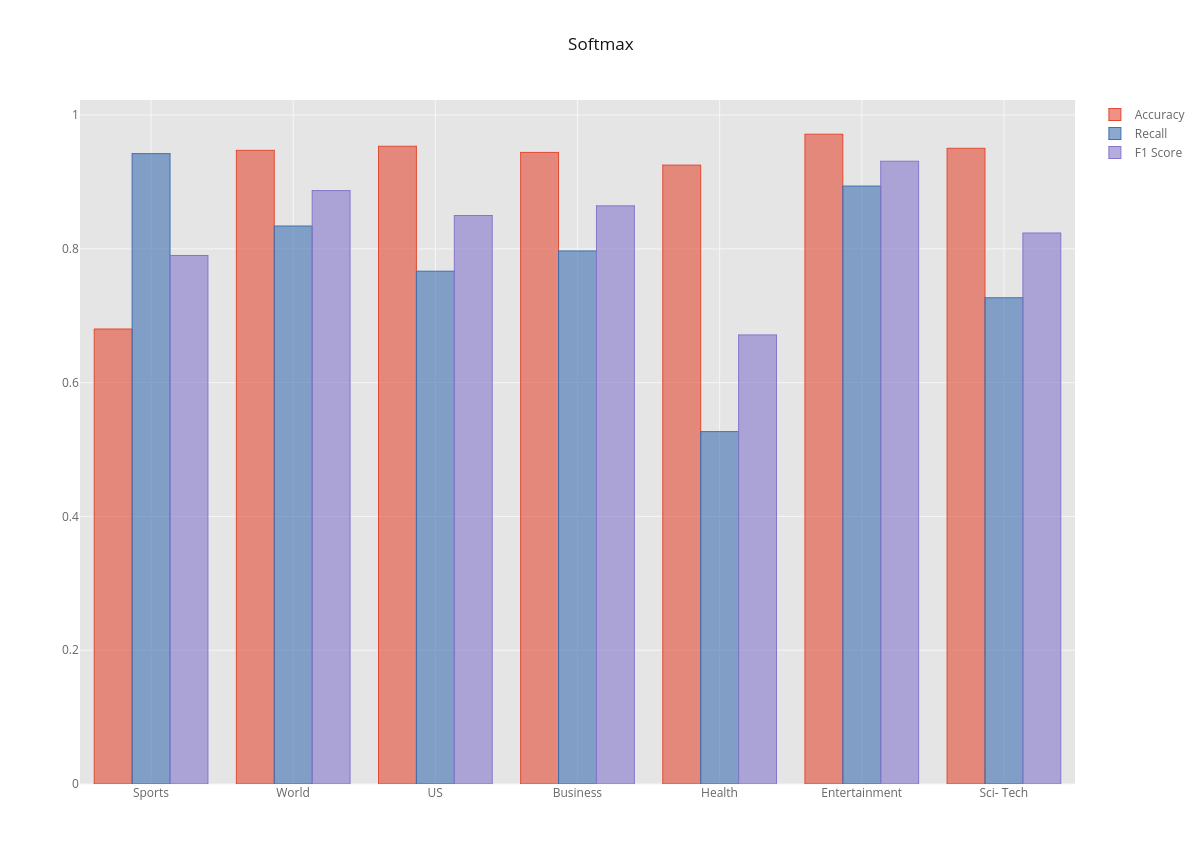 Softmax
1
0.8
0.6
0.4
0.2
0
Sports World US Business Health Entertainment Sci- Tech
Accuracy
Recall
F1 Score